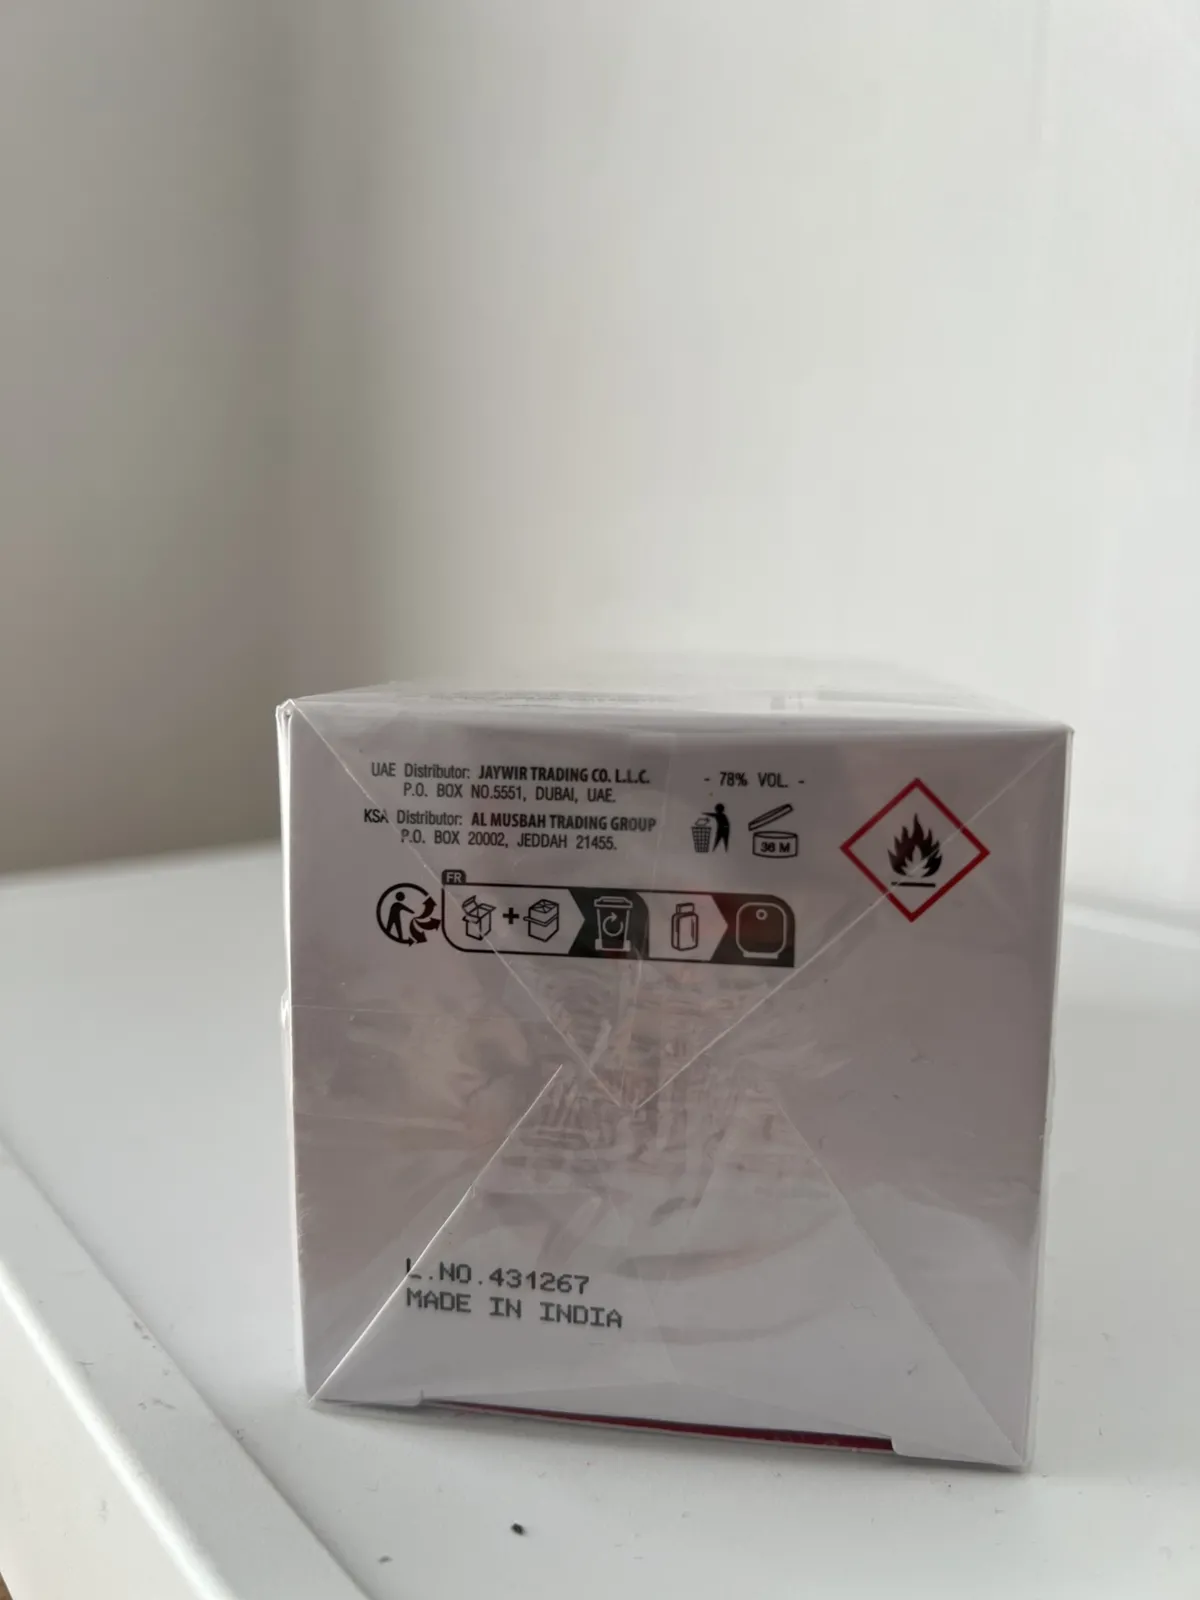 UAE Distributor: JAYWIR TRADING CO. L.L.C.
P.O. BOX NO.5551, DUBAI, UAE.
KSA Distributor: AL MUSBAH TRADING GROUP
P.O. BOX 20002, JEDDAH 21455.
- 78% VOL. -
36 M
FR
L.NO.431267
MADE IN INDIA